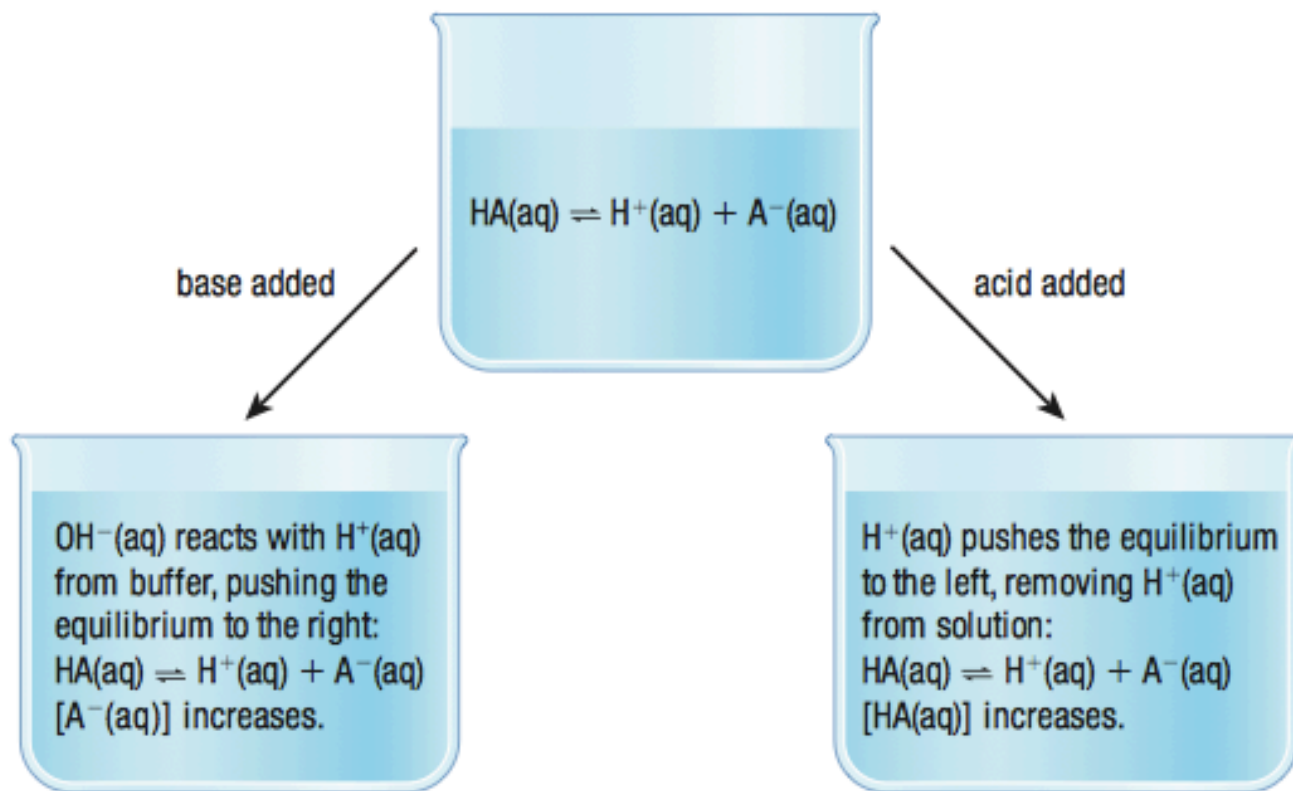 HA(aq) ⇌ H⁺(aq) + A⁻(aq)
base added
acid added
OH⁻(aq) reacts with H⁺(aq)
from buffer, pushing the
equilibrium to the right:
HA(aq) ⇌ H⁺(aq) + A⁻(aq)
[A⁻(aq)] increases.
H⁺(aq) pushes the equilibrium
to the left, removing H⁺(aq)
from solution:
HA(aq) ⇌ H⁺(aq) + A⁻(aq)
[HA(aq)] increases.